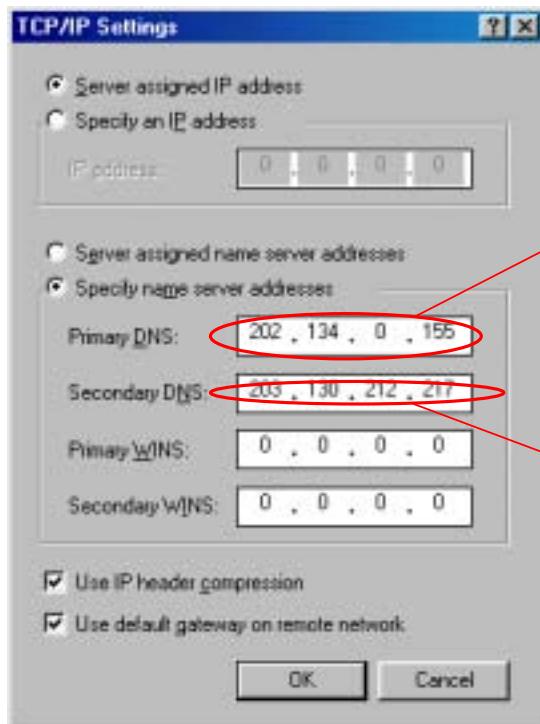 TCP/IP Settings
Server assigned IP address
Specify an IP address
IP address:
0 . 0 . 0 . 0
Server assigned name server addresses
Specify name server addresses
Primary DNS: 202 . 134 . 0 . 155
Secondary DNS: 203 . 130 . 212 . 217
Primary WINS: 0 . 0 . 0 . 0
Secondary WINS: 0 . 0 . 0 . 0
Use IP header compression
Use default gateway on remote network
OK Cancel